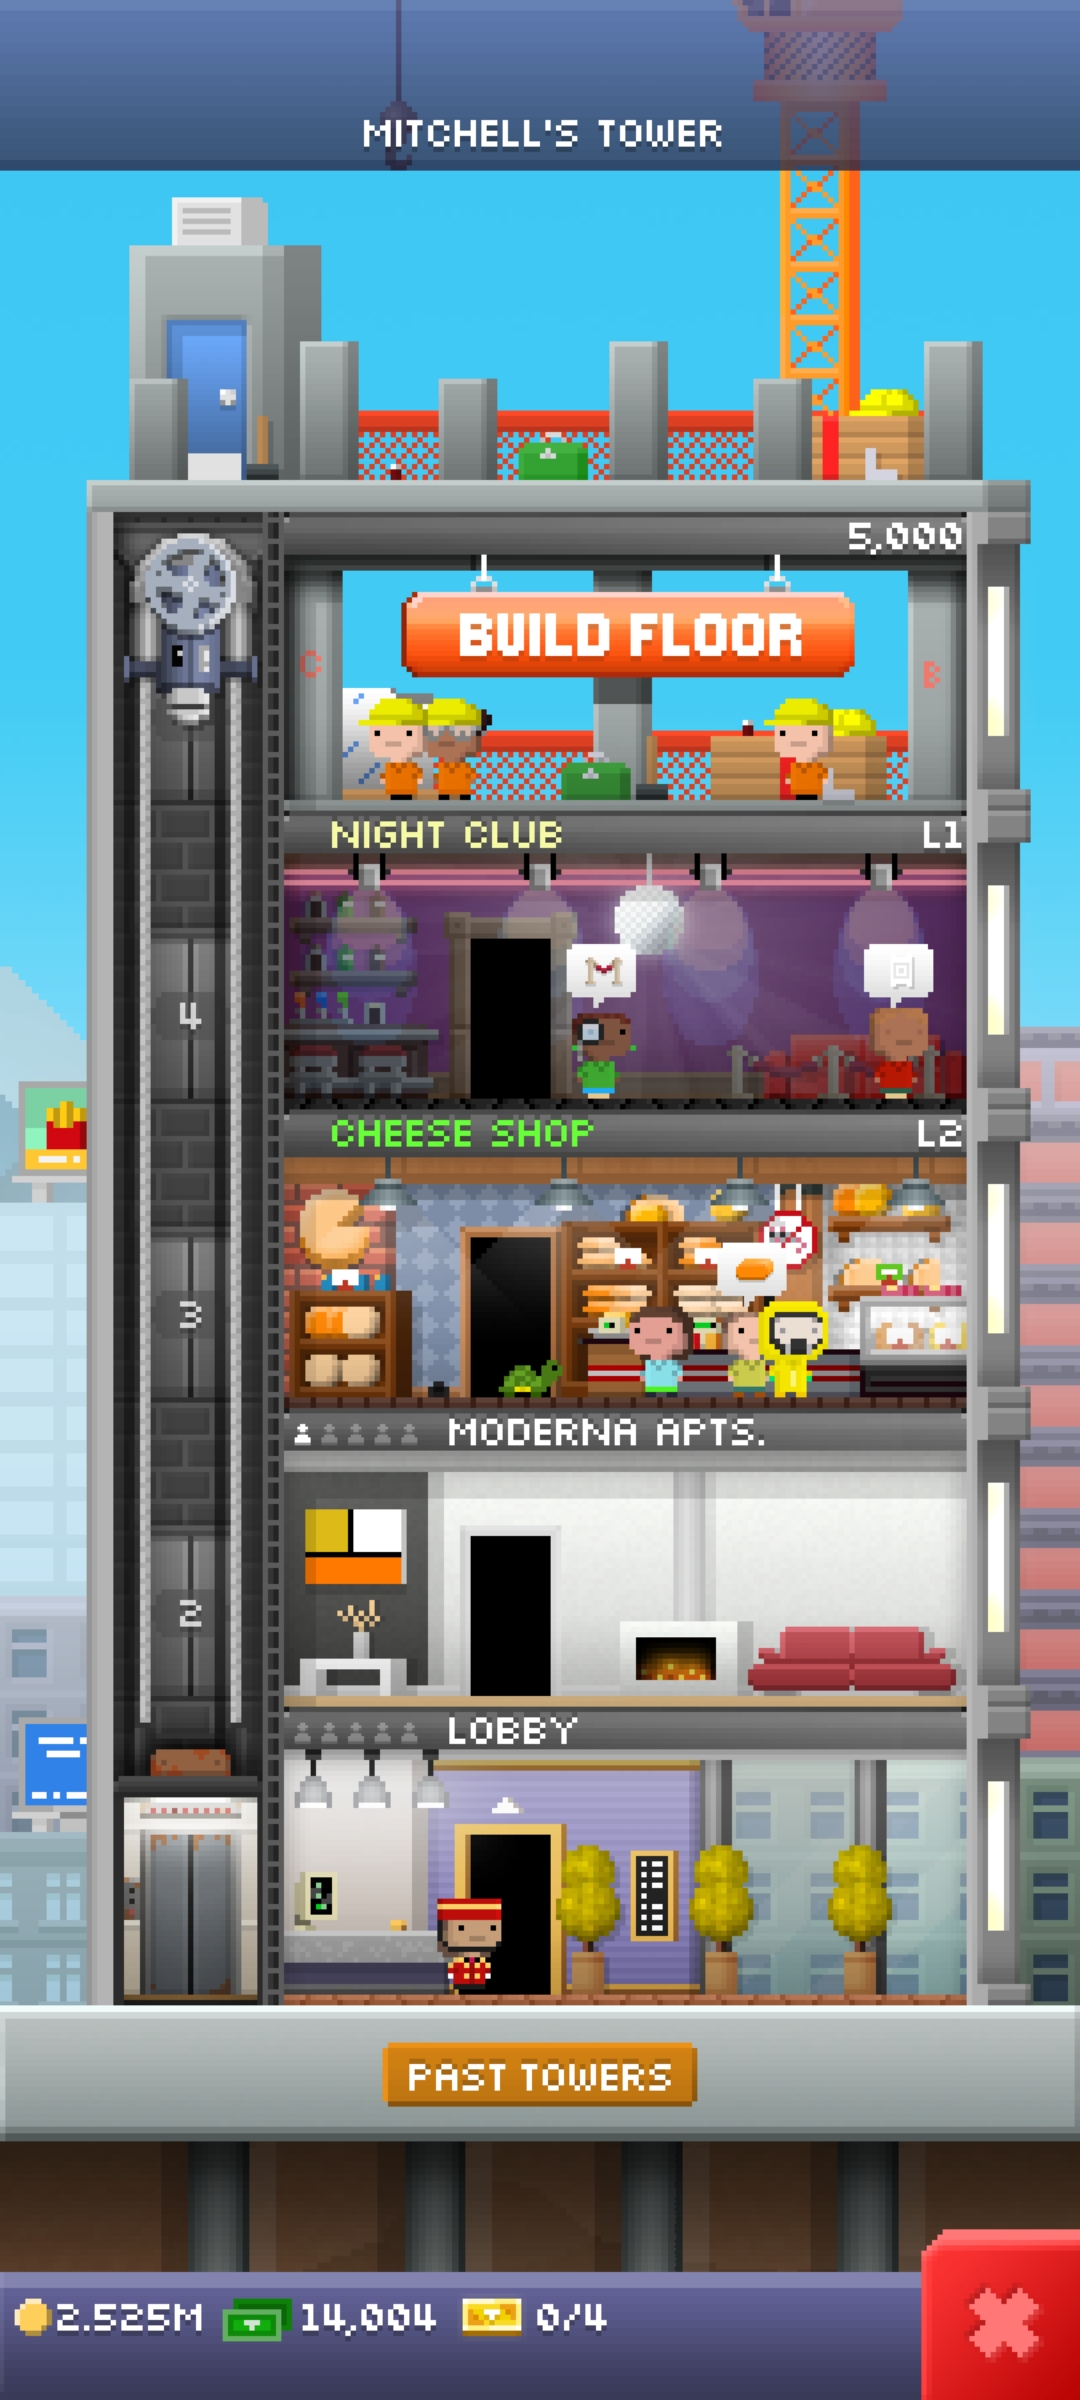 MITCHELL'S TOWER
5,000
BUILD FLOOR
C
B
NIGHT CLUB
L1
4
CHEESE SHOP
L2
3
MODERNA APTS.
2
LOBBY
PAST TOWERS
2.525M
14,004
0/4